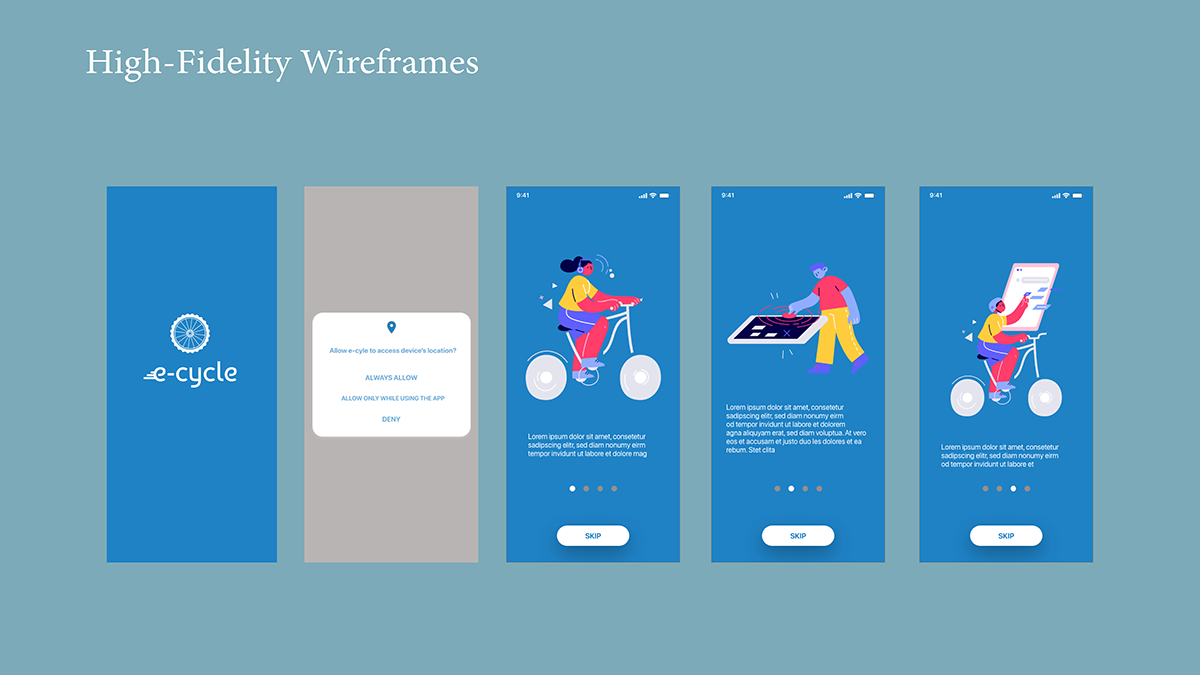 High-Fidelity Wireframes
e-cycle
Allow e-cyle to access device's location?
ALWAYS ALLOW
ALLOW ONLY WHILE USING THE APP
DENY
9:41
Lorem ipsum dolor sit amet, consetetur
sadipscing elitr, sed diam nonumy eirm
tempor invidunt ut labore et dolore mag
SKIP
9:41
Lorem ipsum dolor sit amet, consetetur
sadipscing elitr, sed diam nonumy eirm
od tempor invidunt ut labore et dolorem
agna aliquyam erat, sed diam voluptua. At vero
eos et accusam et justo duo les dolores et ea
rebum. Stet clita
SKIP
9:41
Lorem ipsum dolor sit amet, consetetur
sadipscing elitr, sed diam nonumy eirm
od tempor invidunt ut labore et
SKIP